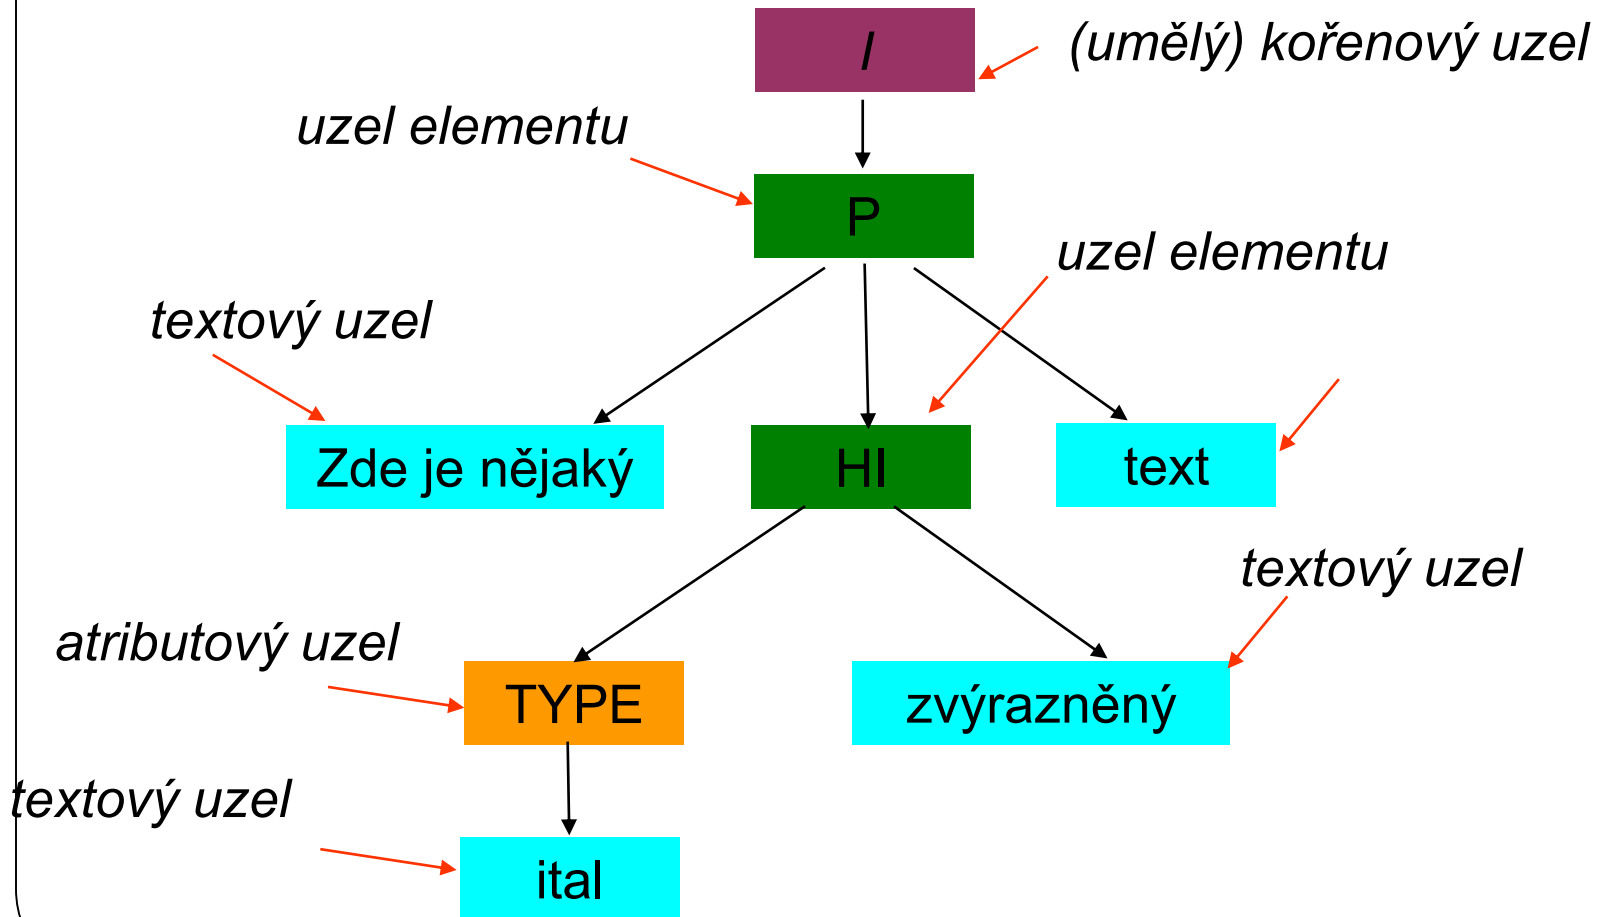 I
(umělý) kořenový uzel
uzel elementu
P
uzel elementu
textový uzel
Zde je nějaký
HI
text
textový uzel
atributový uzel
TYPE
zvýrazněný
textový uzel
ital